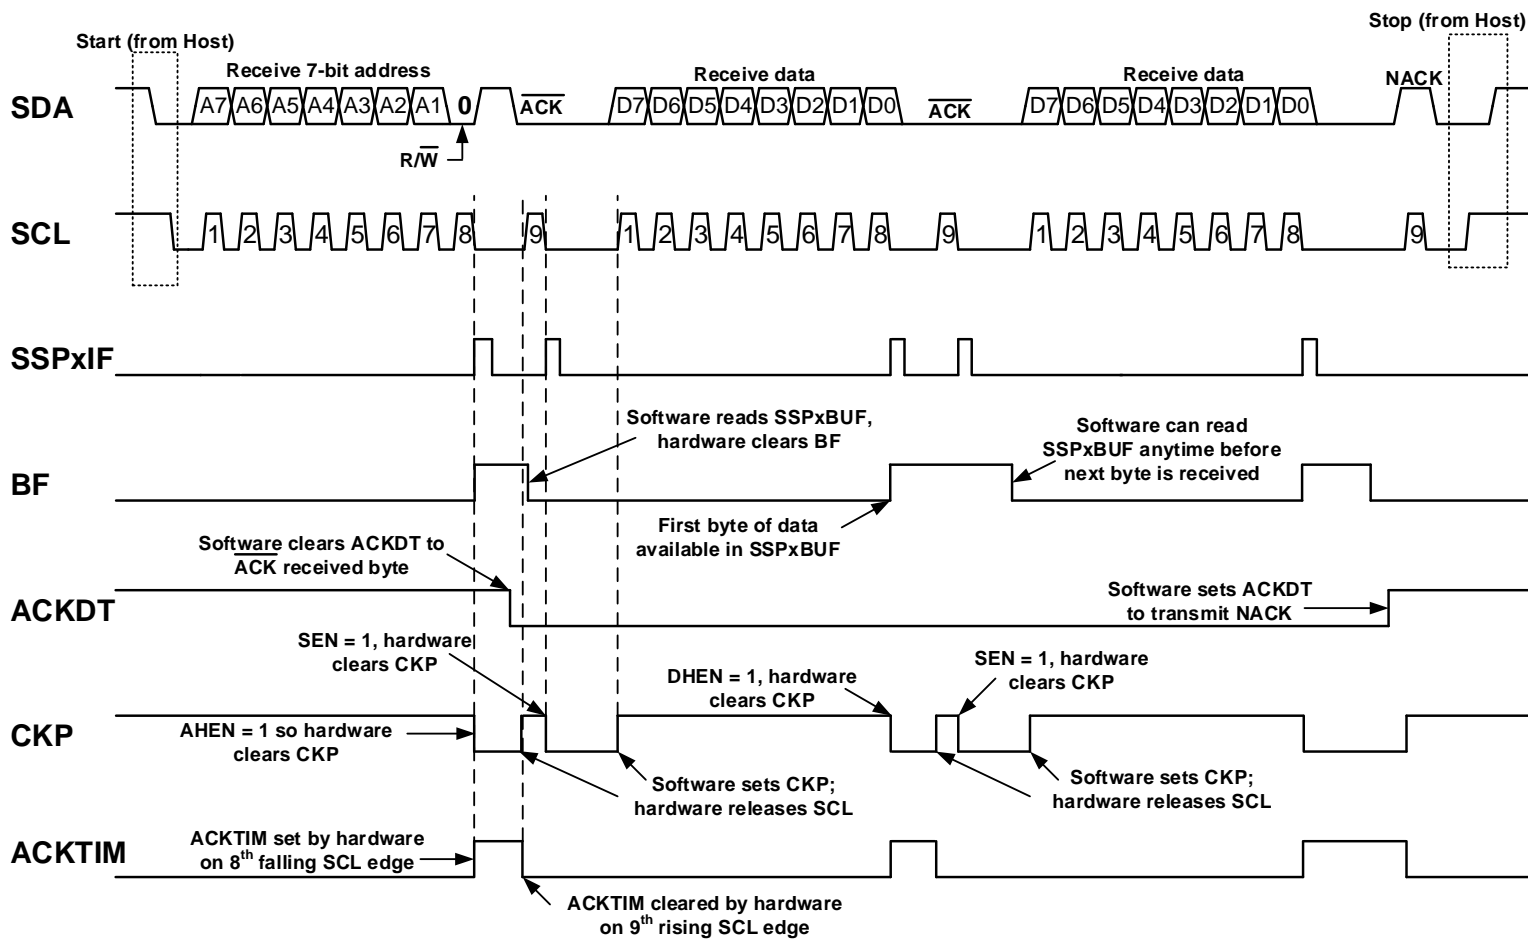 Start (from Host)
Stop (from Host)
Receive 7-bit address
Receive data
Receive data
NACK
SDA
A7 A6 A5 A4 A3 A2 A1 0
ACK
D7 D6 D5 D4 D3 D2 D1 D0
ACK
D7 D6 D5 D4 D3 D2 D1 D0
R/W
SCL
1 2 3 4 5 6 7 8 9 1 2 3 4 5 6 7 8 9 1 2 3 4 5 6 7 8 9
SSPxIF
Software reads SSPxBUF,
hardware clears BF
Software can read
SSPxBUF anytime before
next byte is received
BF
First byte of data
available in SSPxBUF
Software clears ACKDT to
ACK received byte
ACKDT
Software sets ACKDT
to transmit NACK
SEN = 1, hardware
clears CKP
DHEN = 1, hardware
clears CKP
SEN = 1, hardware
clears CKP
CKP
AHEN = 1 so hardware
clears CKP
Software sets CKP;
hardware releases SCL
Software sets CKP;
hardware releases SCL
ACKTIM
ACKTIM set by hardware
on 8th falling SCL edge
ACKTIM cleared by hardware
on 9th rising SCL edge